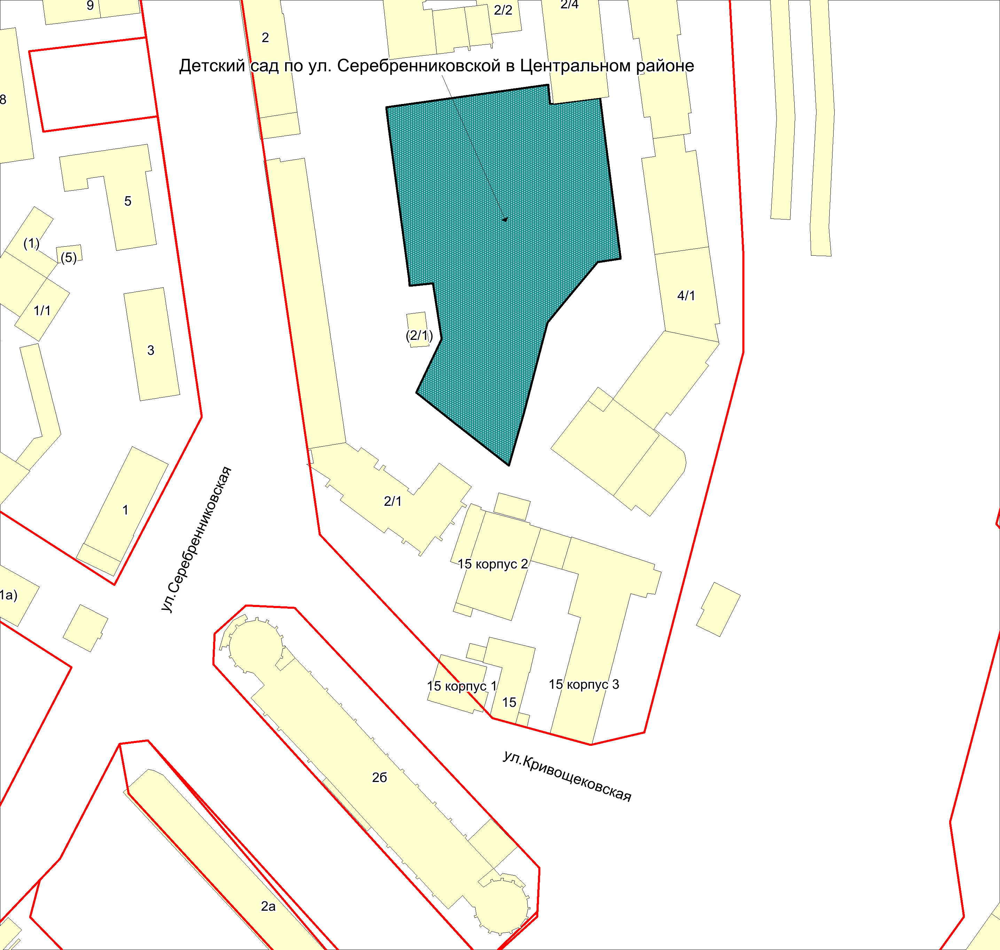 9
2
2/2
2/4
Детский сад по ул. Серебренниковской в Центральном районе
8
5
(1)
(5)
4/1
1/1
(2/1)
3
2/1
1
ул.Серебренниковская
15 корпус 2
1а)
15 корпус 1
15 корпус 3
15
ул.Кривощековская
2б
2а